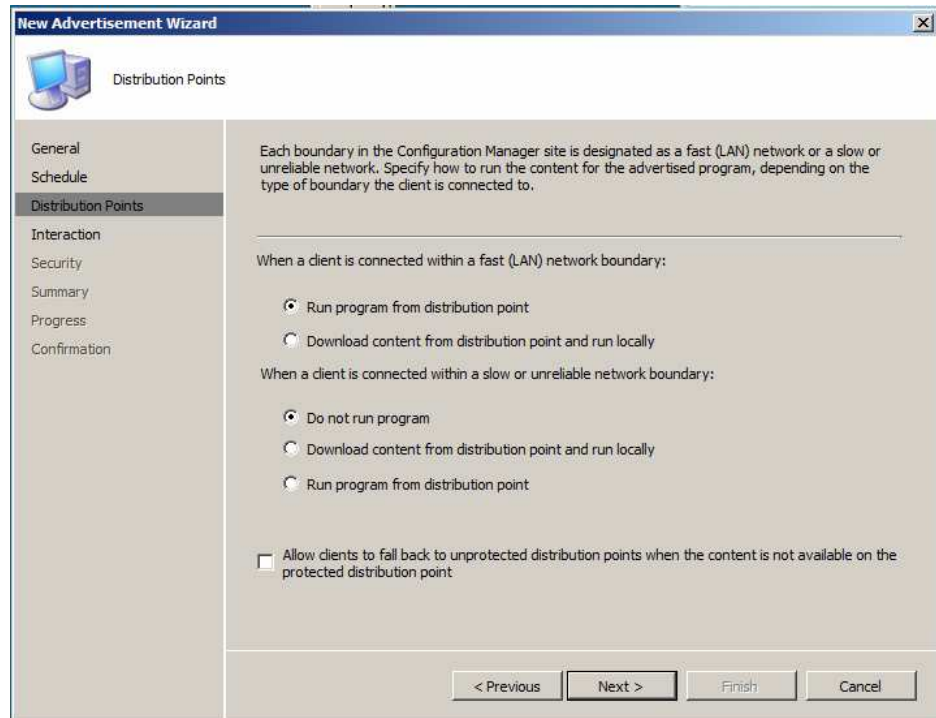 New Advertisement Wizard
Distribution Points
General
Schedule
Distribution Points
Interaction
Security
Summary
Progress
Confirmation
Each boundary in the Configuration Manager site is designated as a fast (LAN) network or a slow or
unreliable network. Specify how to run the content for the advertised program, depending on the
type of boundary the client is connected to.
When a client is connected within a fast (LAN) network boundary:
Run program from distribution point
Download content from distribution point and run locally
When a client is connected within a slow or unreliable network boundary:
Do not run program
Download content from distribution point and run locally
Run program from distribution point
Allow clients to fall back to unprotected distribution points when the content is not available on the
protected distribution point
< Previous
Next >
Finish
Cancel